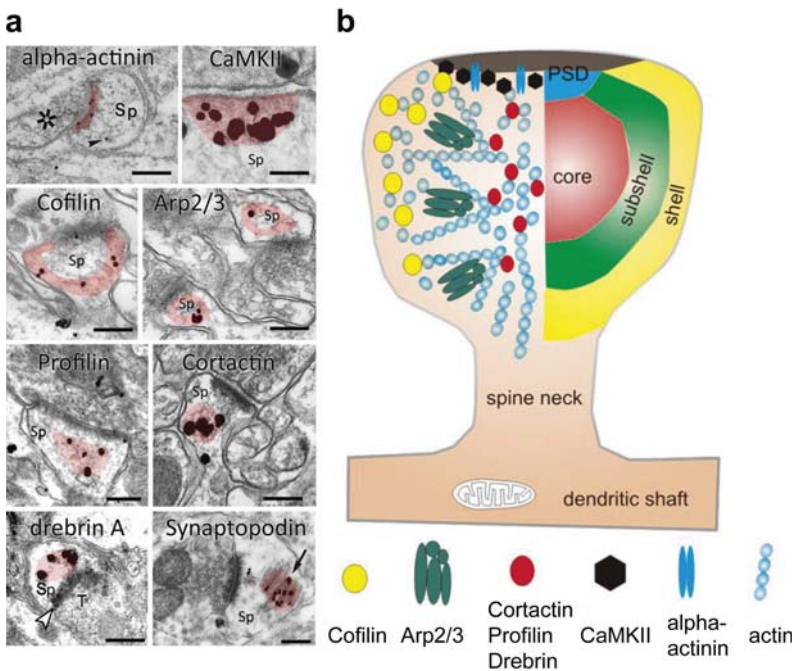 a
alpha-actinin
Sp
*
CaMKII
Sp
Cofilin
Sp
Arp2/3
Sp
Sp
Profilin
Sp
Cortactin
Sp
drebrin A
Sp
T
Synaptopodin
Sp
b
PSD
core
subshell
shell
spine neck
dendritic shaft
Cofilin
Arp2/3
Cortactin
Profilin
Drebrin
CaMKII
alpha-
actinin
actin